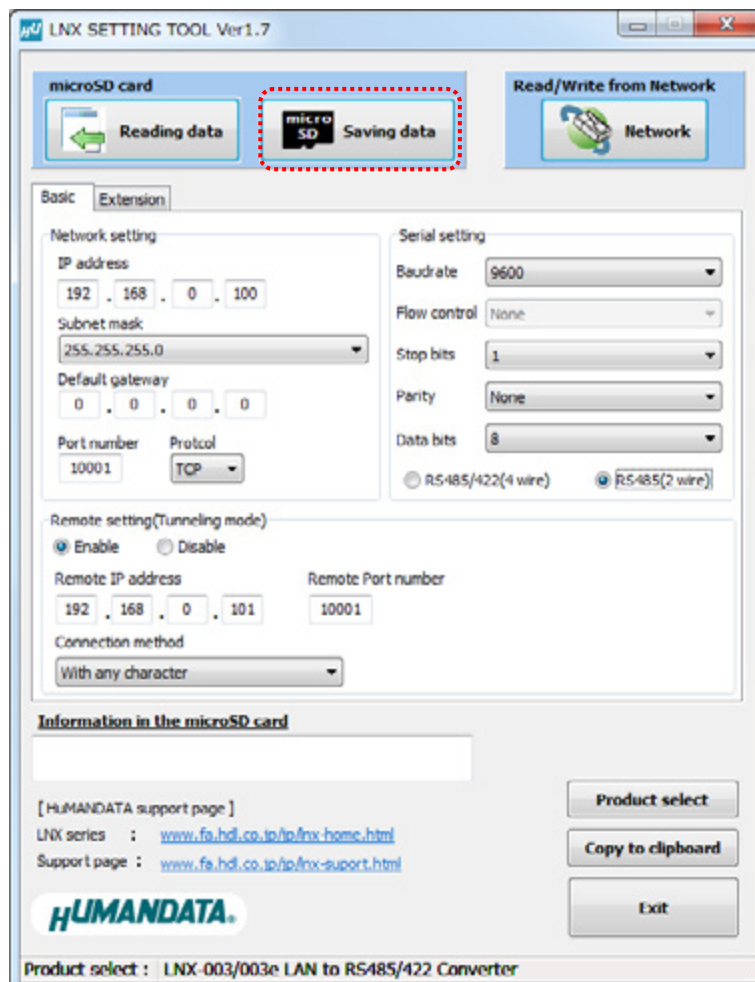 LNX SETTING TOOL Ver1.7
microSD card
Read/Write from Network
Reading data
micro
SD
Saving data
Network
Basic
Extension
Network setting
IP address
192 . 168 . 0 . 100
Subnet mask
255.255.255.0
Default gateway
0 . 0 . 0 . 0
Port number Protcol
10001 TCP
Serial setting
Baudrate 9600
Flow control None
Stop bits 1
Parity None
Data bits 8
RS485/422(4 wire) RS485(2 wire)
Remote setting(Tunneling mode)
Enable Disable
Remote IP address Remote Port number
192 . 168 . 0 . 101 10001
Connection method
With any character
Information in the microSD card
[ HuMANDATA support page ]
LNX series : www.fa.hdl.co.jp/jp/lnx-home.html
Support page : www.fa.hdl.co.jp/jp/lnx-suport.html
HUMANDATA.
Product select
Copy to clipboard
Exit
Product select : LNX-003/003e LAN to RS485/422 Converter